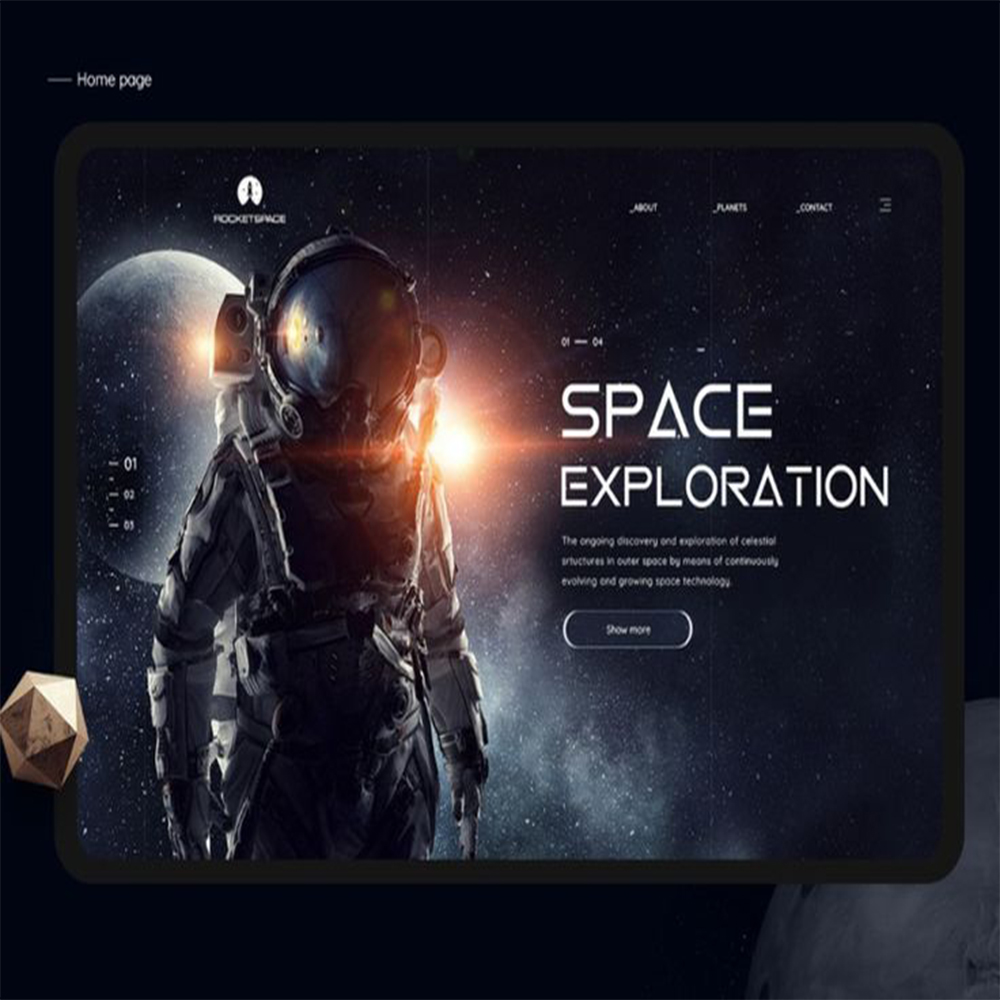 Home page
ROCKETSPACE
_ABOUT
_PLANETS
_CONTACT
01 — 04
SPACE
EXPLORATION
The ongoing discovery and exploration of celestial
srtuctures in outer space by means of continuously
evolving and growing space technology.
Show more
01
02
03